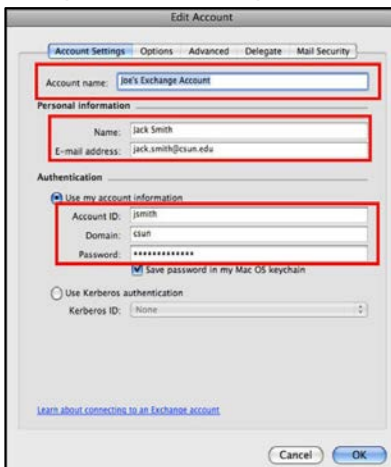 Edit Account
Account Settings Options Advanced Delegate Mail Security
Account name: Joe's Exchange Account
Personal information
Name: Jack Smith
E-mail address: jack.smith@csun.edu
Authentication
Use my account information
Account ID: jsmith
Domain: csun
Password: •••••••••••••
Save password in my Mac OS keychain
Use Kerberos authentication
Kerberos ID: None
Learn about connecting to an Exchange account
Cancel OK